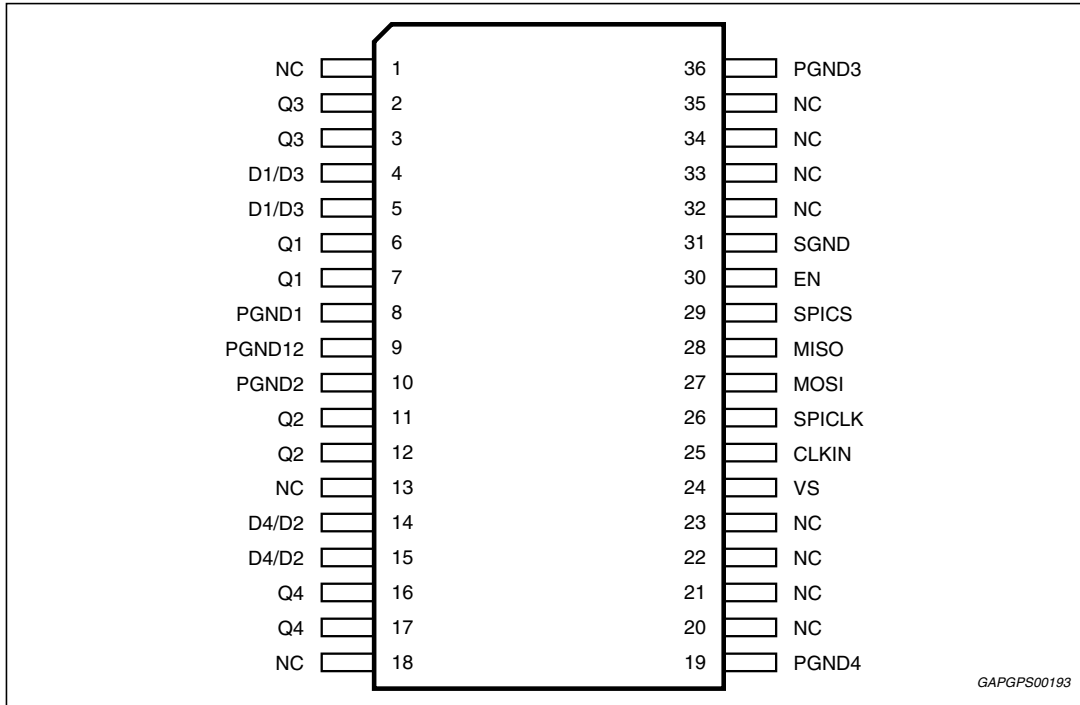 NC 1 36 PGND3
Q3 2 35 NC
Q3 3 34 NC
D1/D3 4 33 NC
D1/D3 5 32 NC
Q1 6 31 SGND
Q1 7 30 EN
PGND1 8 29 SPICS
PGND12 9 28 MISO
PGND2 10 27 MOSI
Q2 11 26 SPICLK
Q2 12 25 CLKIN
NC 13 24 VS
D4/D2 14 23 NC
D4/D2 15 22 NC
Q4 16 21 NC
Q4 17 20 NC
NC 18 19 PGND4
GAPGPS00193